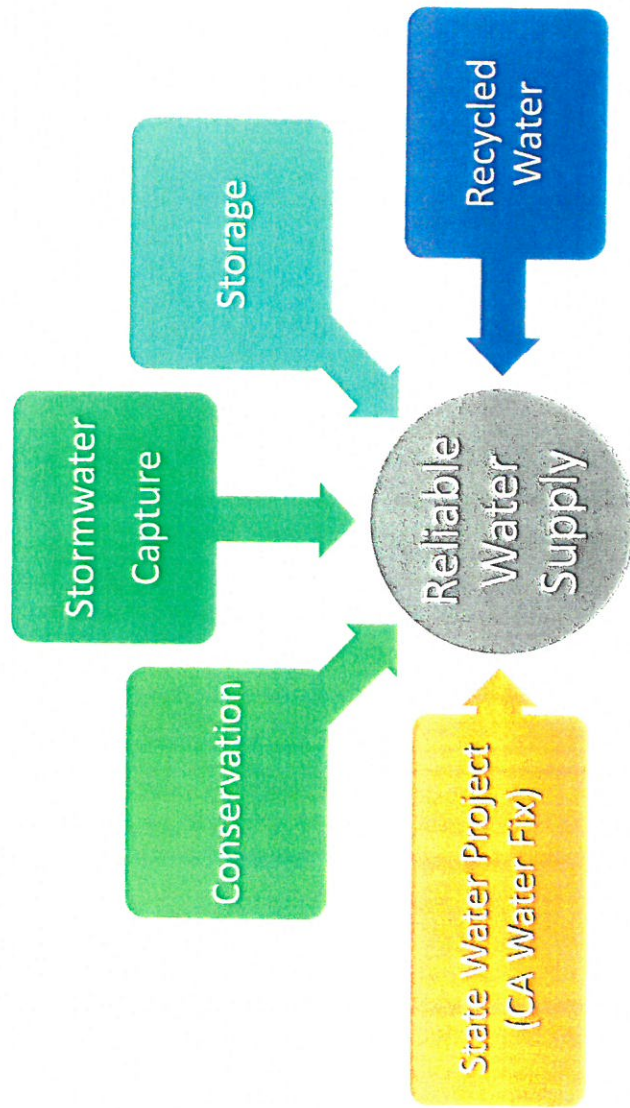 State Water Project
(CA Water Fix)
Conservation
Stormwater
Capture
Storage
Recycled
Water
Reliable
Water
Supply